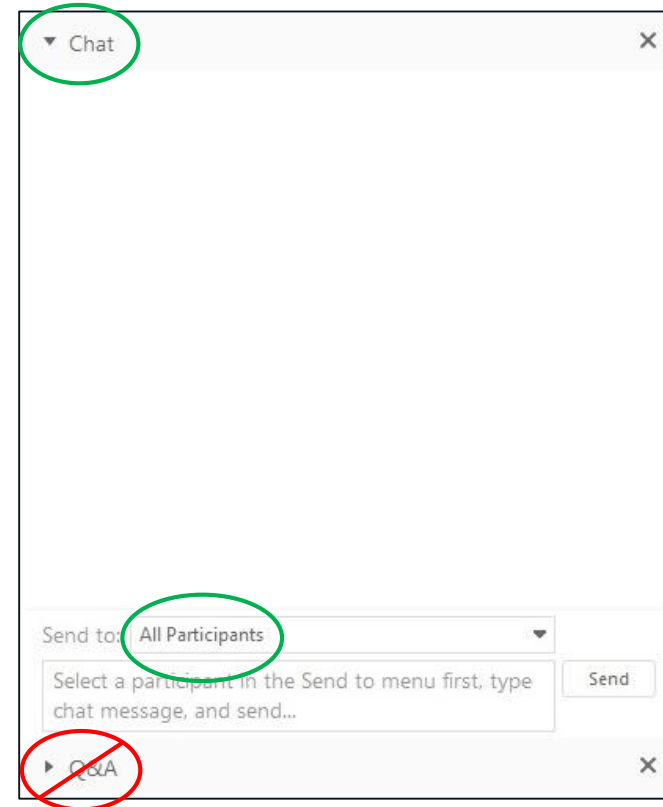 Chat
Send to: All Participants
Select a participant in the Send to menu first, type
chat message, and send...
Send
Q&A